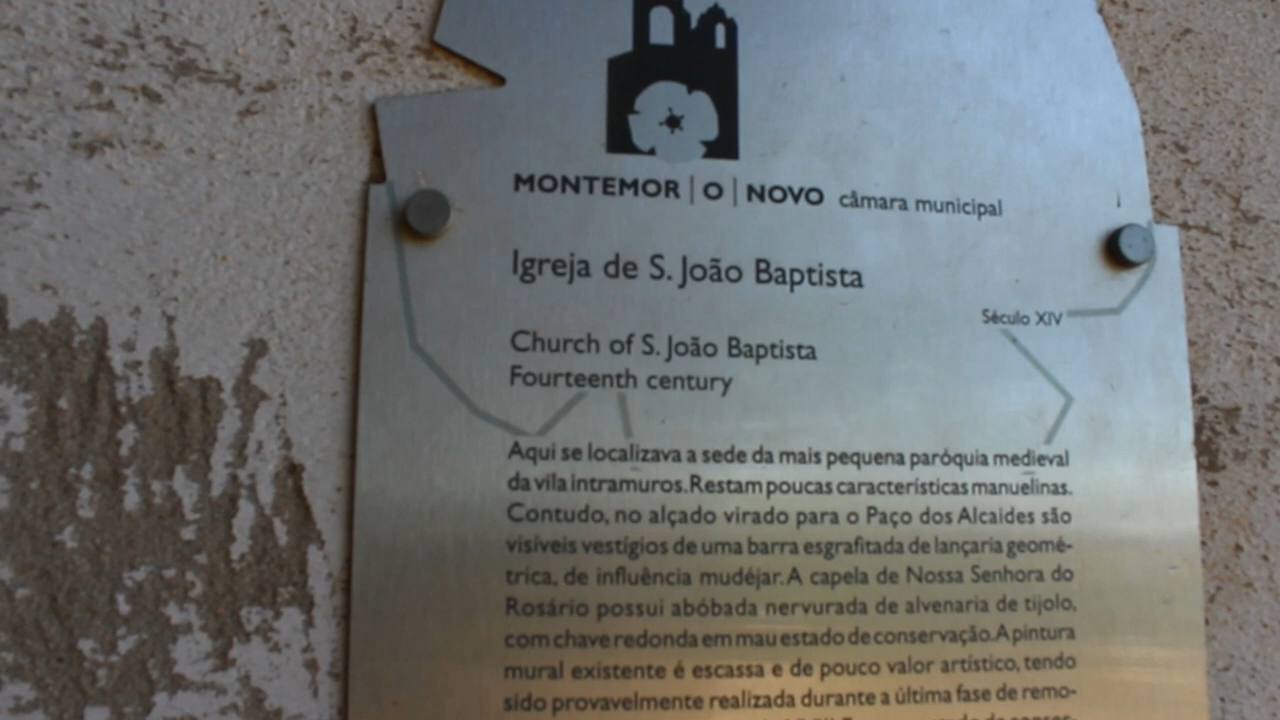 MONTEMOR | O | NOVO câmara municipal
Igreja de S. João Baptista
Século XIV
Church of S. João Baptista
Fourteenth century
Aqui se localizava a sede da mais pequena paróquia medieval
da vila intramuros. Restam poucas características manuelinas.
Contudo, no alçado virado para o Paço dos Alcaides são
visíveis vestígios de uma barra esgrafitada de lançaria geomé-
trica, de influência mudéjar. A capela de Nossa Senhora do
Rosário possui abóbada nervurada de alvenaria de tijolo,
com chave redonda em mau estado de conservação. A pintura
mural existente é escassa e de pouco valor artístico, tendo
sido provavelmente realizada durante a última fase de remo-